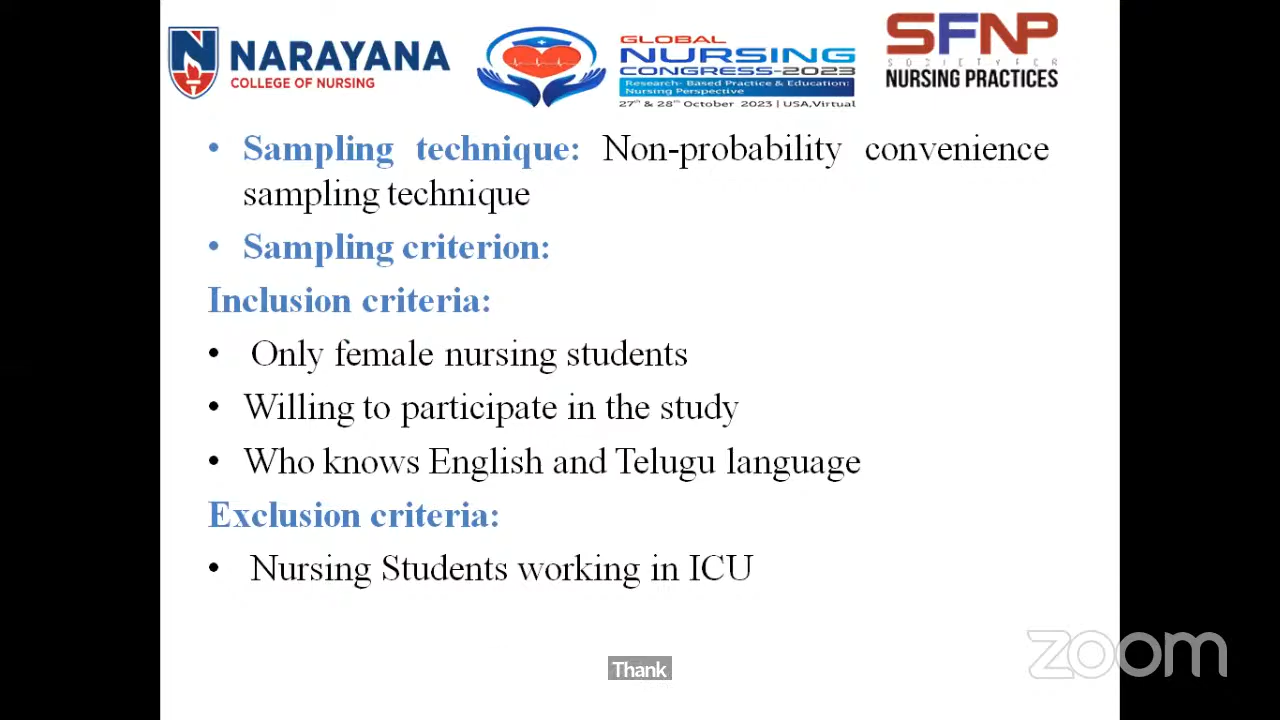 NARAYANA
COLLEGE OF NURSING
GLOBAL
NURSING
CONGRESS-2023
Research- Based Practice & Education:
Nursing Perspective
27th & 28th October 2023 | USA,Virtual
SFNP
SOCIETY FOR
NURSING PRACTICES
• Sampling technique: Non-probability convenience
sampling technique
• Sampling criterion:
Inclusion criteria:
• Only female nursing students
• Willing to participate in the study
• Who knows English and Telugu language
Exclusion criteria:
• Nursing Students working in ICU
zoom
Thank